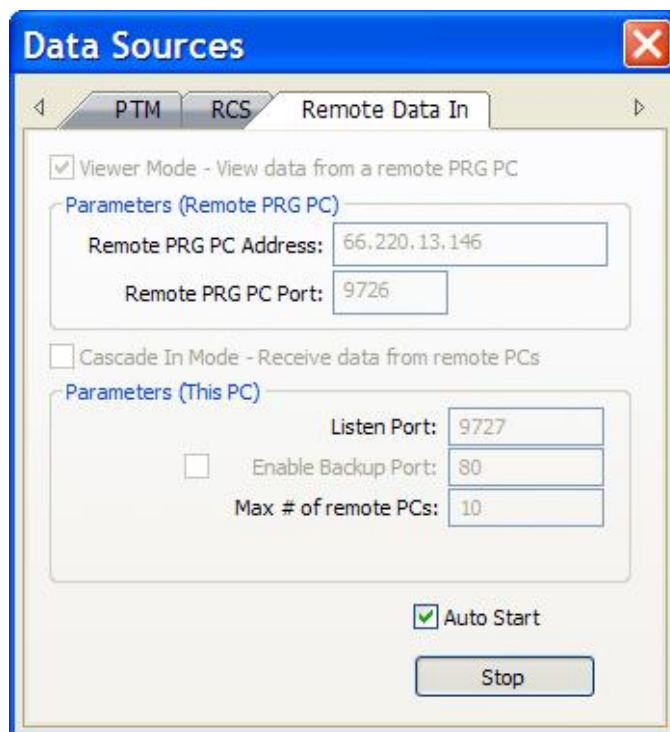 Data Sources
PTM RCS Remote Data In
Viewer Mode - View data from a remote PRG PC
Parameters (Remote PRG PC)
Remote PRG PC Address: 66.220.13.146
Remote PRG PC Port: 9726
Cascade In Mode - Receive data from remote PCs
Parameters (This PC)
Listen Port: 9727
Enable Backup Port: 80
Max # of remote PCs: 10
Auto Start
Stop